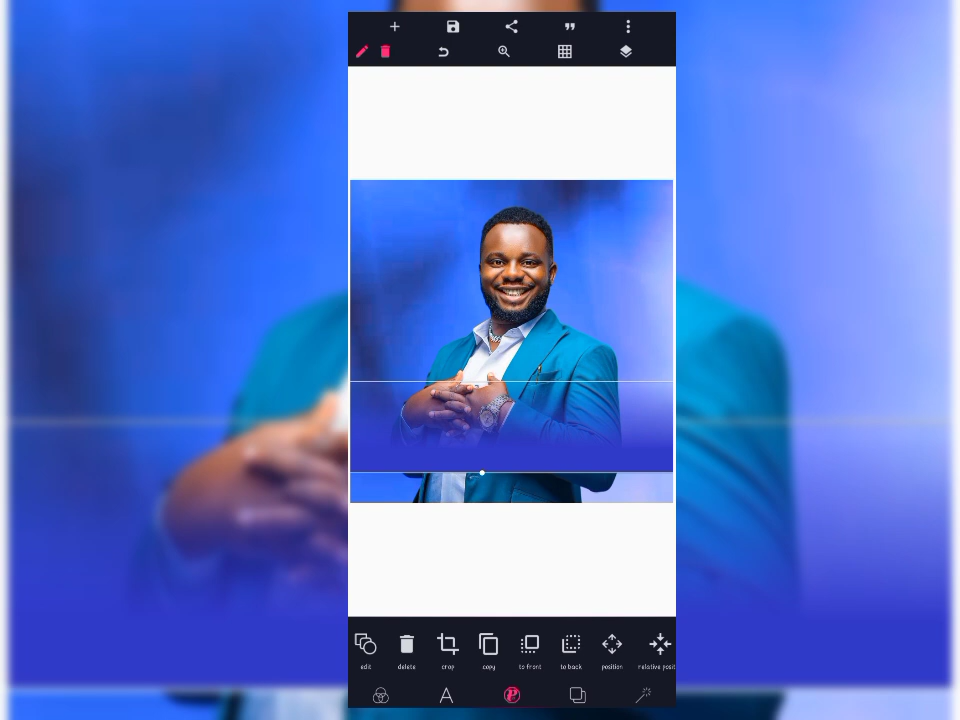 edit delete crop copy to front to back position relative posit